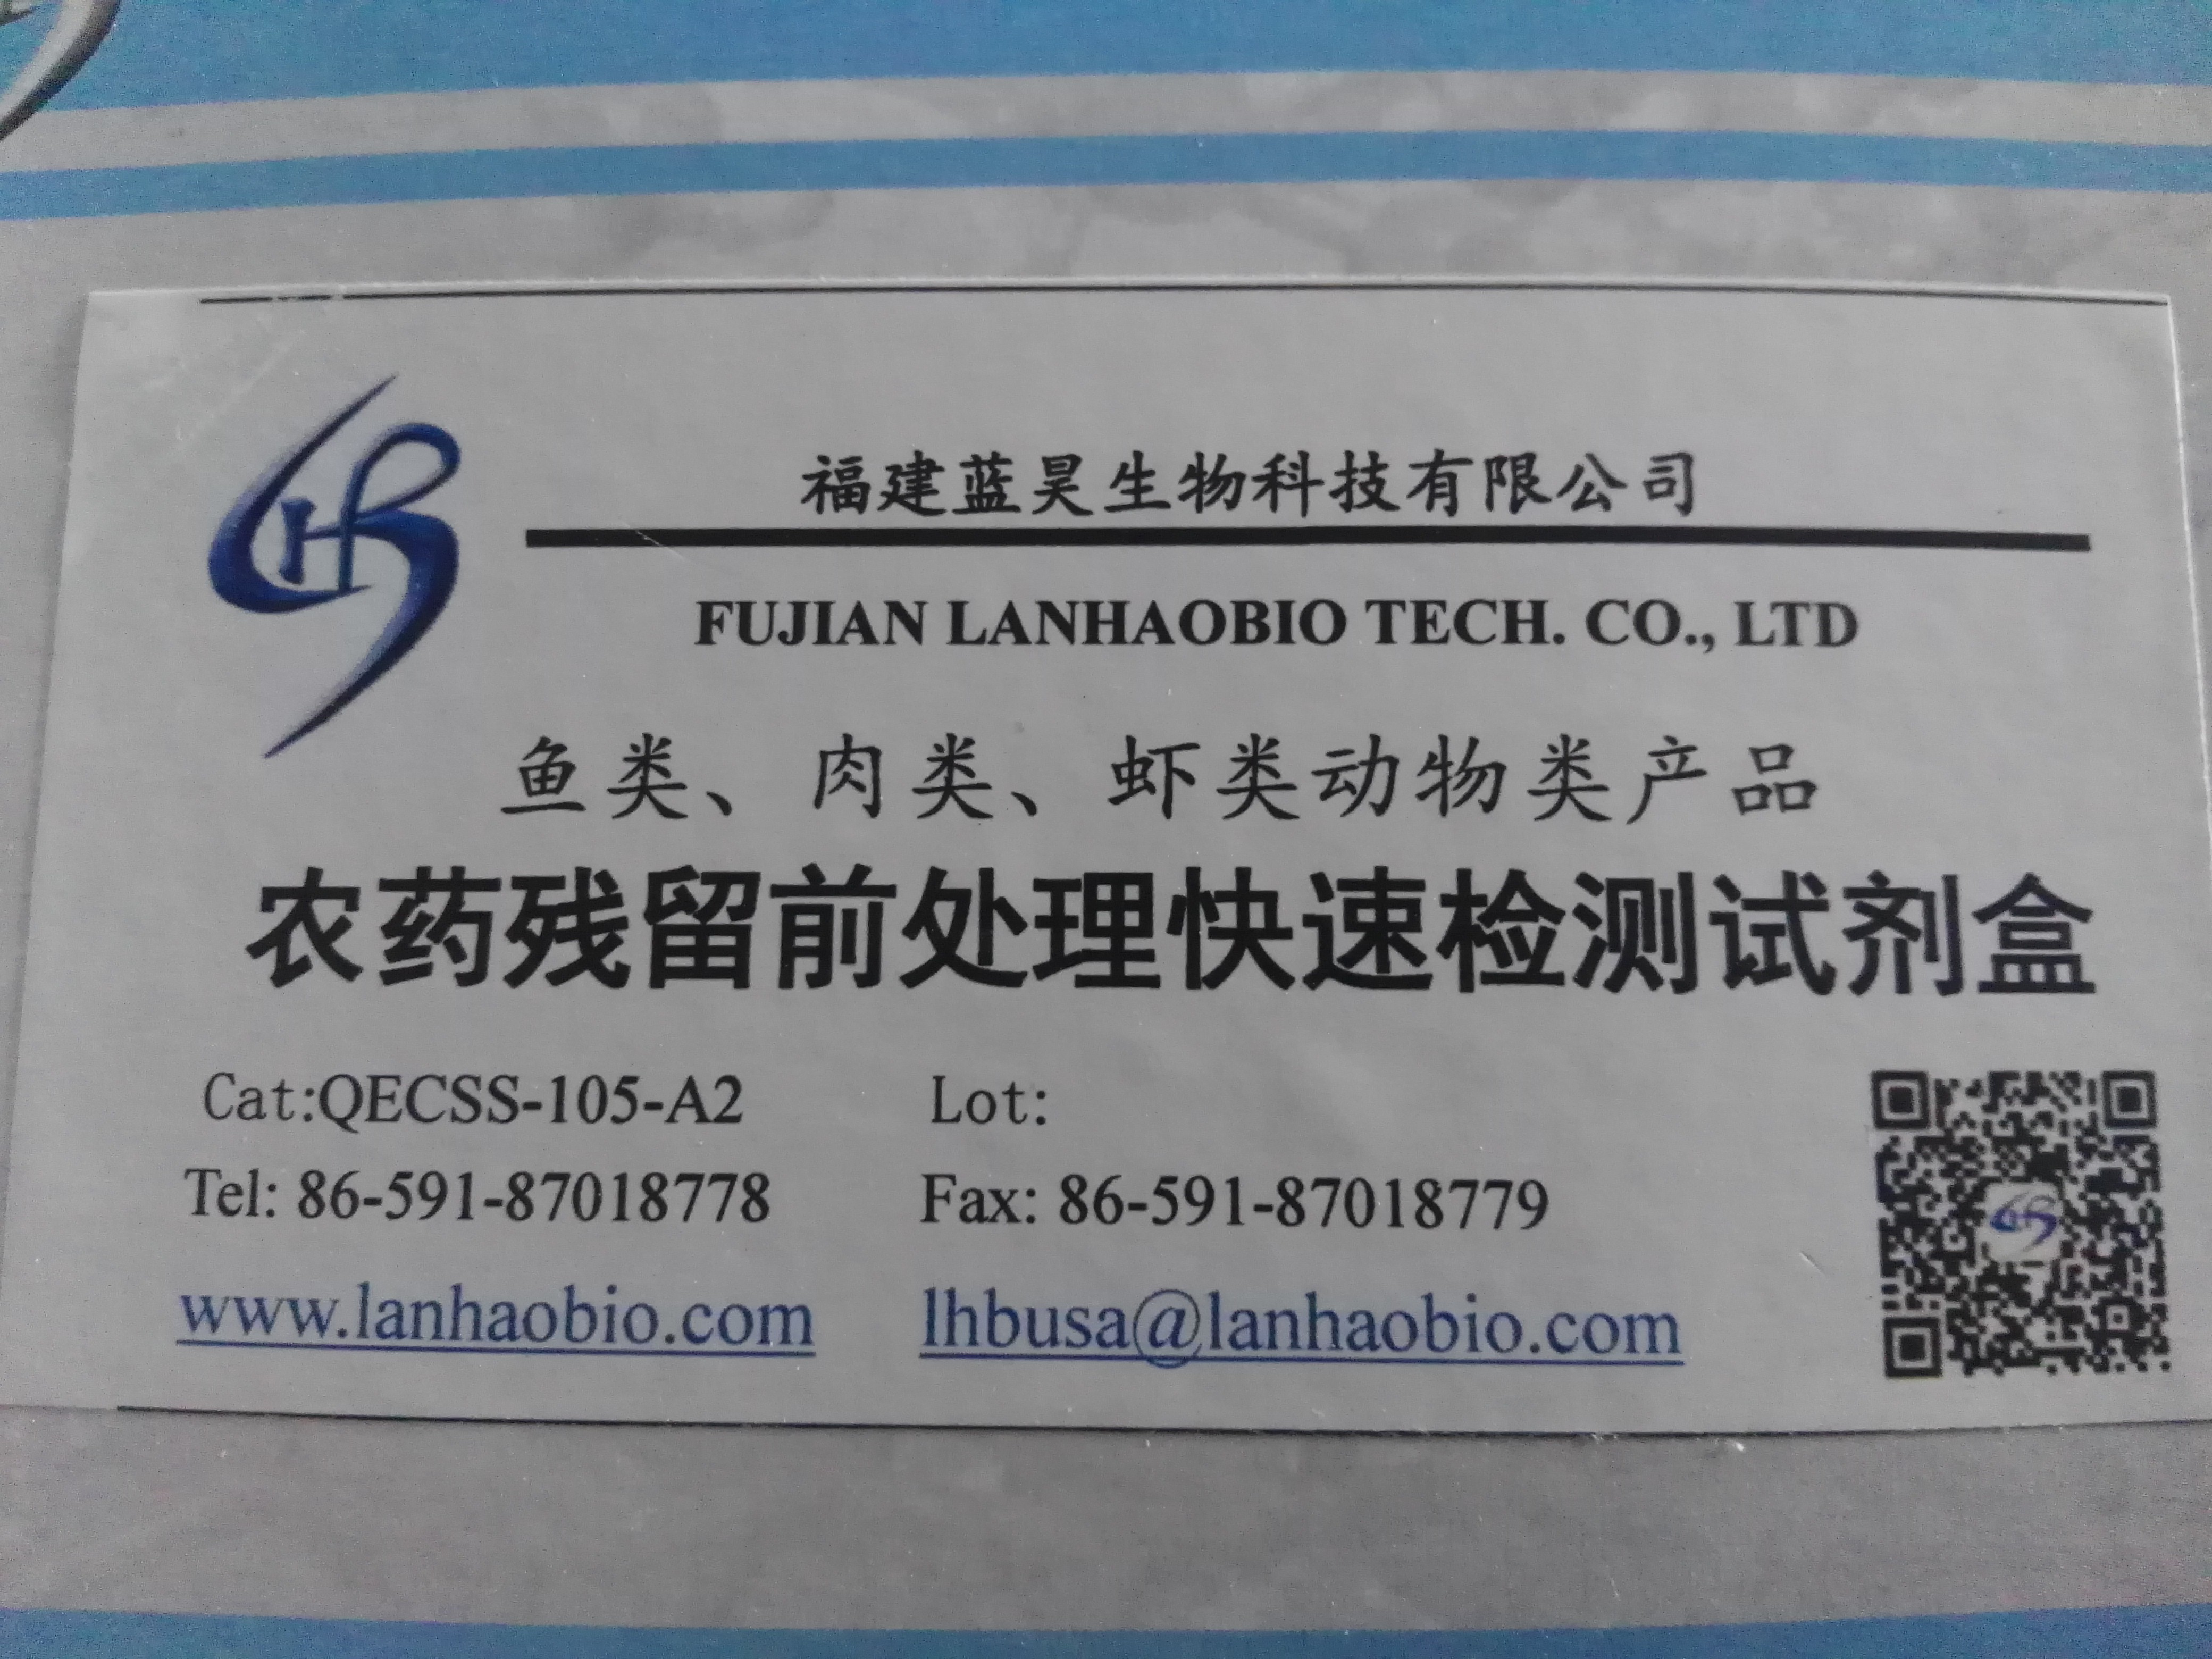 福建蓝昊生物科技有限公司
FUJIAN LANHAOBIO TECH. CO., LTD
鱼类、肉类、虾类动物类产品
农药残留前处理快速检测试剂盒
Cat:QECSS-105-A2 Lot:
Tel: 86-591-87018778 Fax: 86-591-87018779
www.lanhaobio.com lhbusa@lanhaobio.com